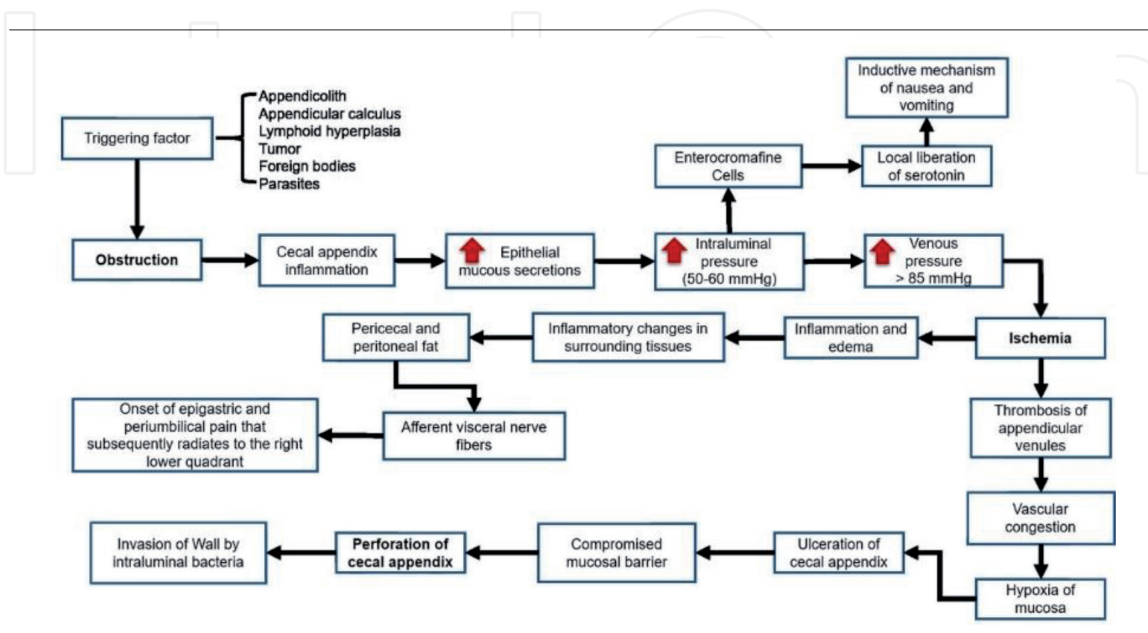 Triggering factor
Appendicolith
Appendicular calculus
Lymphoid hyperplasia
Tumor
Foreign bodies
Parasites
Inductive mechanism
of nausea and
vomiting
Enterocromafine
Cells
Local liberation
of serotonin
Obstruction
Cecal appendix
inflammation
Epithelial
mucous secretions
Intraluminal
pressure
(50-60 mmHg)
Venous
pressure
> 85 mmHg
Pericecal and
peritoneal fat
Inflammatory changes in
surrounding tissues
Inflammation and
edema
Ischemia
Onset of epigastric and
periumbilical pain that
subsequently radiates to the right
lower quadrant
Afferent visceral nerve
fibers
Thrombosis of
appendicular
venules
Vascular
congestion
Invasion of Wall by
intraluminal bacteria
Perforation of
cecal appendix
Compromised
mucosal barrier
Ulceration of
cecal appendix
Hypoxia of
mucosa